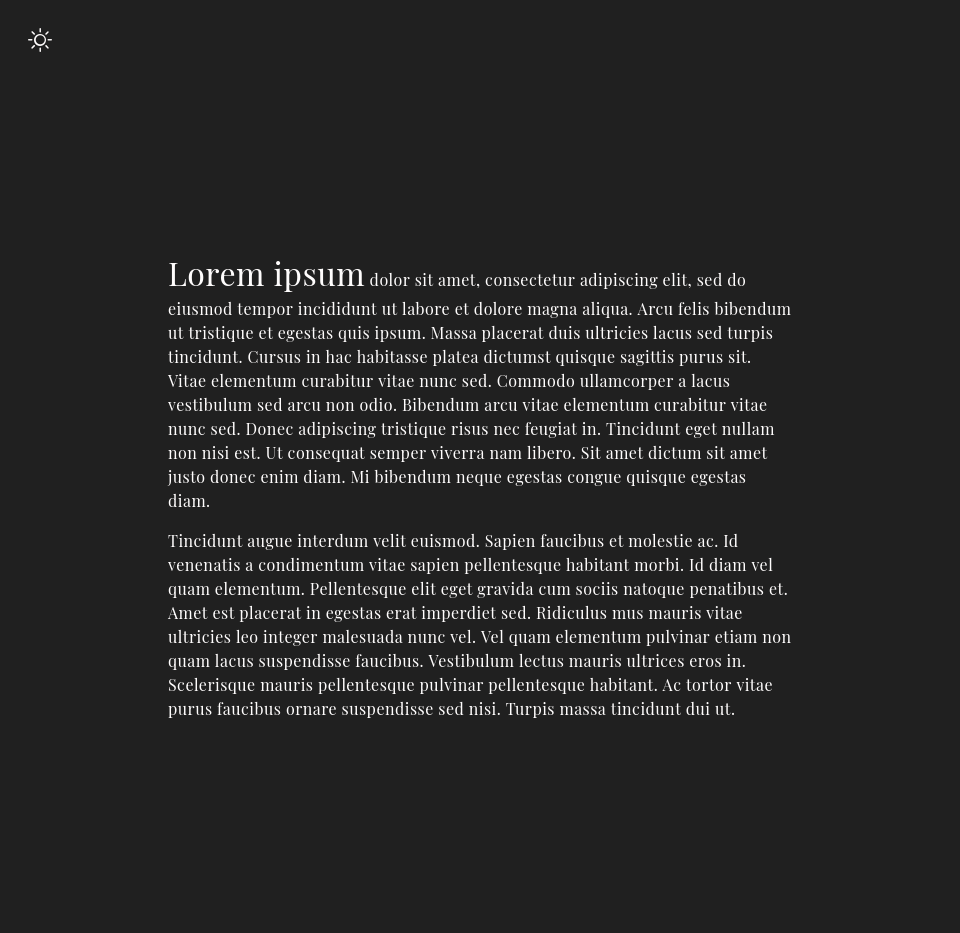 Lorem ipsum dolor sit amet, consectetur adipiscing elit, sed do
eiusmod tempor incididunt ut labore et dolore magna aliqua. Arcu felis bibendum
ut tristique et egestas quis ipsum. Massa placerat duis ultricies lacus sed turpis
tincidunt. Cursus in hac habitasse platea dictumst quisque sagittis purus sit.
Vitae elementum curabitur vitae nunc sed. Commodo ullamcorper a lacus
vestibulum sed arcu non odio. Bibendum arcu vitae elementum curabitur vitae
nunc sed. Donec adipiscing tristique risus nec feugiat in. Tincidunt eget nullam
non nisi est. Ut consequat semper viverra nam libero. Sit amet dictum sit amet
justo donec enim diam. Mi bibendum neque egestas congue quisque egestas
diam.
Tincidunt augue interdum velit euismod. Sapien faucibus et molestie ac. Id
venenatis a condimentum vitae sapien pellentesque habitant morbi. Id diam vel
quam elementum. Pellentesque elit eget gravida cum sociis natoque penatibus et.
Amet est placerat in egestas erat imperdiet sed. Ridiculus mus mauris vitae
ultricies leo integer malesuada nunc vel. Vel quam elementum pulvinar etiam non
quam lacus suspendisse faucibus. Vestibulum lectus mauris ultrices eros in.
Scelerisque mauris pellentesque pulvinar pellentesque habitant. Ac tortor vitae
purus faucibus ornare suspendisse sed nisi. Turpis massa tincidunt dui ut.